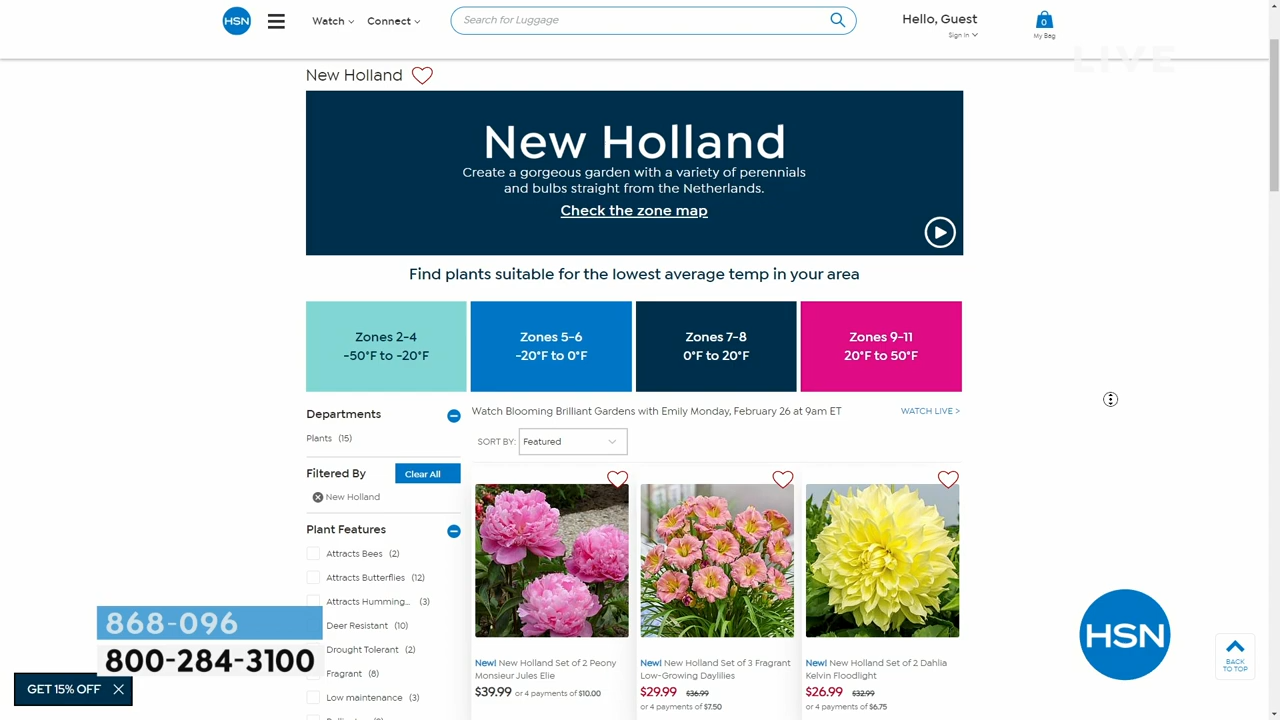 HSN
Watch
Connect
Search for Luggage
Hello, Guest
Sign In
0
My Bag
LIVE
New Holland
New Holland
Create a gorgeous garden with a variety of perennials
and bulbs straight from the Netherlands.
Check the zone map
Find plants suitable for the lowest average temp in your area
Zones 2-4
-50°F to -20°F
Zones 5-6
-20°F to 0°F
Zones 7-8
0°F to 20°F
Zones 9-11
20°F to 50°F
Departments
Plants (15)
Filtered By
Clear All
New Holland
Plant Features
Attracts Bees (2)
Attracts Butterflies (12)
Attracts Humming... (3)
Deer Resistant (10)
Drought Tolerant (2)
Fragrant (8)
Low maintenance (3)
Watch Blooming Brilliant Gardens with Emily Monday, February 26 at 9am ET
WATCH LIVE >
SORT BY: Featured
New! New Holland Set of 2 Peony
Monsieur Jules Elie
$39.99 or 4 payments of $10.00
New! New Holland Set of 3 Fragrant
Low-Growing Daylilies
$29.99 $36.99
or 4 payments of $7.50
New! New Holland Set of 2 Dahlia
Kelvin Floodlight
$26.99 $32.99
or 4 payments of $6.75
868-096
800-284-3100
GET 15% OFF
HSN
BACK
TO TOP